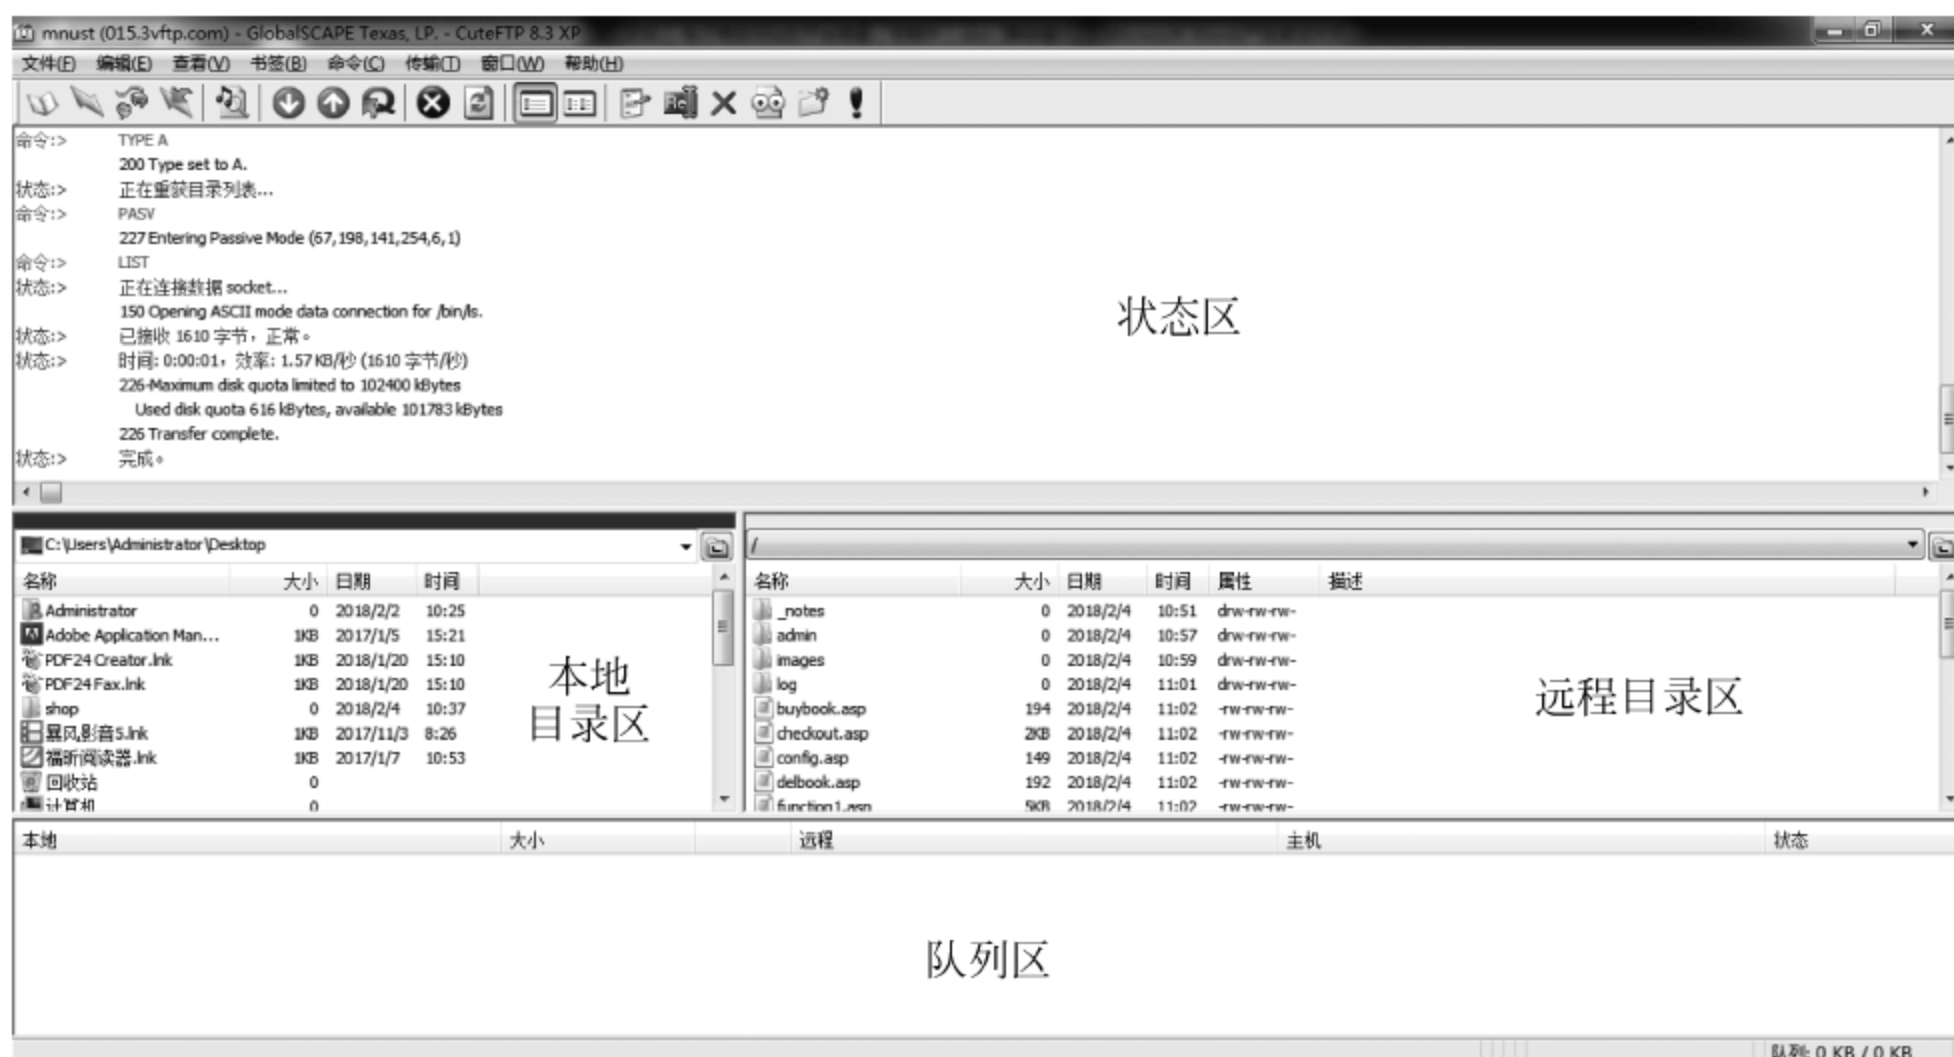 mnust (015.3vftp.com) - GlobalSCAPE Texas, LP. - CuteFTP 8.3 XP
文件(F) 编辑(E) 查看(V) 书签(B) 命令(C) 传输(T) 窗口(W) 帮助(H)
命令:> TYPE A
200 Type set to A.
状态:> 正在重获目录列表...
命令:> PASV
227 Entering Passive Mode (67,198,141,254,6,1)
命令:> LIST
状态:> 正在连接数据 socket...
150 Opening ASCII mode data connection for /bin/ls.
状态:> 已接收 1610 字节，正常。
状态:> 时间: 0:00:01，效率: 1.57 KB/秒 (1610 字节/秒)
226-Maximum disk quota limited to 102400 kBytes
Used disk quota 616 kBytes, available 101783 kBytes
226 Transfer complete.
状态:> 完成。
状态区
C:\Users\Administrator\Desktop
名称 大小 日期 时间
Administrator 0 2018/2/2 10:25
Adobe Application Man... 1KB 2017/1/5 15:21
PDF24 Creator.lnk 1KB 2018/1/20 15:10
PDF24 Fax.lnk 1KB 2018/1/20 15:10
shop 0 2018/2/4 10:37
暴风影音5.lnk 1KB 2017/11/3 8:26
福昕阅读器.lnk 1KB 2017/1/7 10:53
回收站 0
计算机 0
本地
目录区
/
名称 大小 日期 时间 属性 描述
_notes 0 2018/2/4 10:51 drw-rw-rw-
admin 0 2018/2/4 10:57 drw-rw-rw-
images 0 2018/2/4 10:59 drw-rw-rw-
log 0 2018/2/4 11:01 drw-rw-rw-
buybook.asp 194 2018/2/4 11:02 -rw-rw-rw-
checkout.asp 2KB 2018/2/4 11:02 -rw-rw-rw-
config.asp 149 2018/2/4 11:02 -rw-rw-rw-
delbook.asp 192 2018/2/4 11:02 -rw-rw-rw-
function1.asp 5KB 2018/2/4 11:02 -rw-rw-rw-
远程目录区
本地 大小 远程 主机 状态
队列区
队列: 0 KB / 0 KB